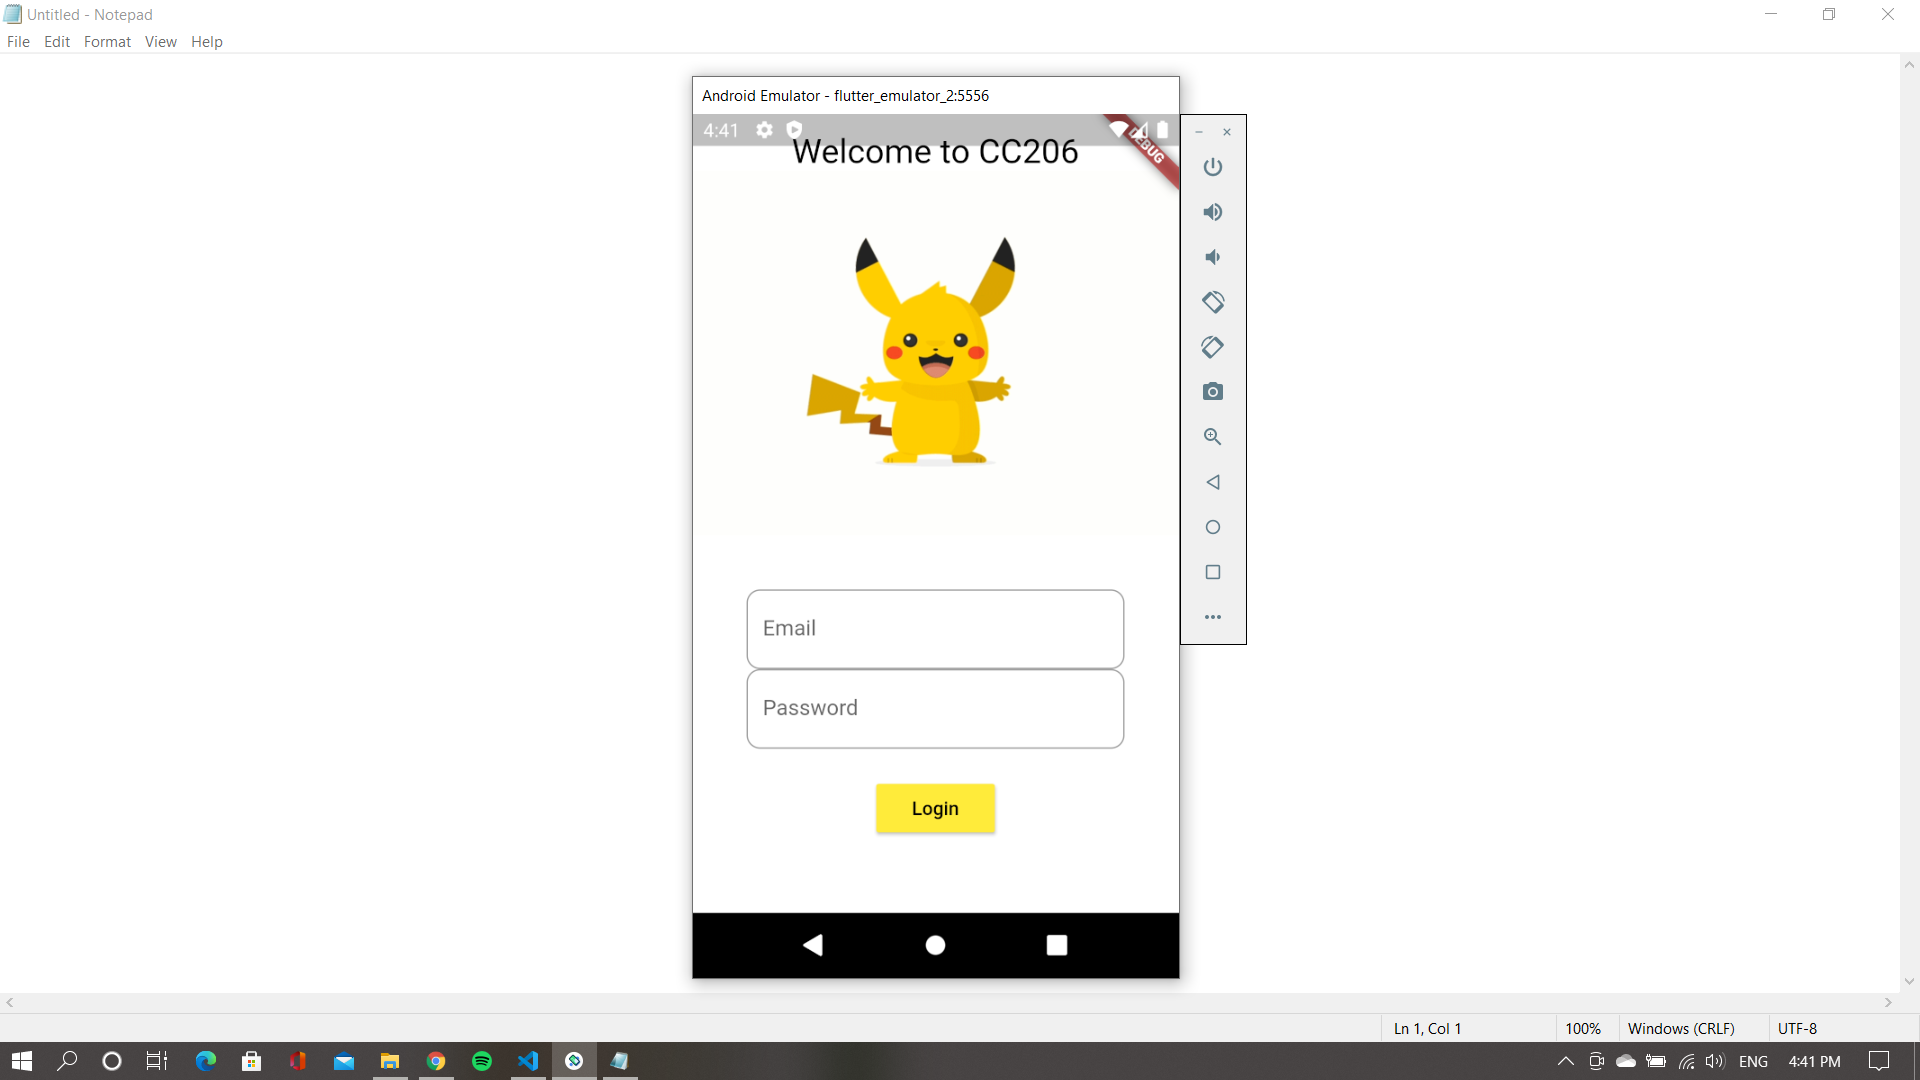 Untitled - Notepad
File Edit Format View Help
Android Emulator - flutter_emulator_2:5556
4:41
DEBUG
Welcome to CC206
Email
Password
Login
Ln 1, Col 1 100% Windows (CRLF) UTF-8
ENG 4:41 PM